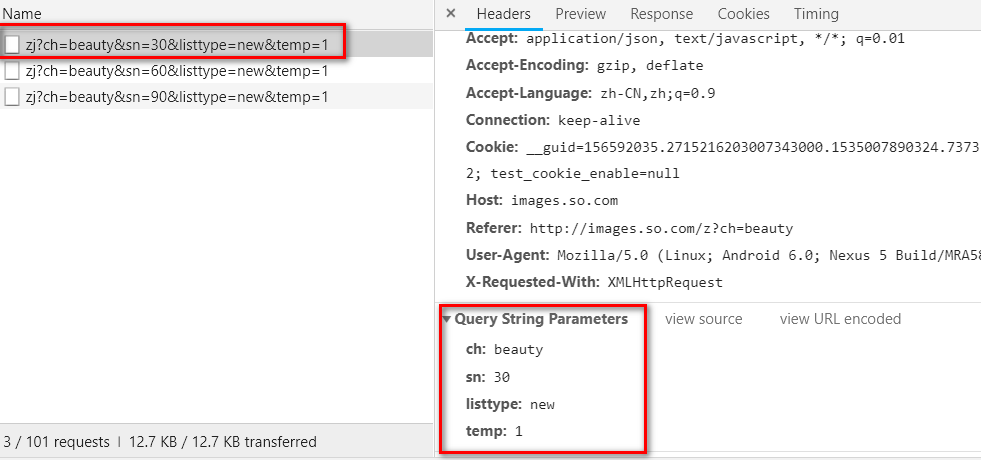 Name
zj?ch=beauty&sn=30&listtype=new&temp=1
zj?ch=beauty&sn=60&listtype=new&temp=1
zj?ch=beauty&sn=90&listtype=new&temp=1
3 / 101 requests | 12.7 KB / 12.7 KB transferred
× Headers Preview Response Cookies Timing
Accept: application/json, text/javascript, */*; q=0.01
Accept-Encoding: gzip, deflate
Accept-Language: zh-CN,zh;q=0.9
Connection: keep-alive
Cookie: __guid=156592035.2715216203007343000.1535007890324.7373
2; test_cookie_enable=null
Host: images.so.com
Referer: http://images.so.com/z?ch=beauty
User-Agent: Mozilla/5.0 (Linux; Android 6.0; Nexus 5 Build/MRA58
X-Requested-With: XMLHttpRequest
▼ Query String Parameters view source view URL encoded
ch: beauty
sn: 30
listtype: new
temp: 1